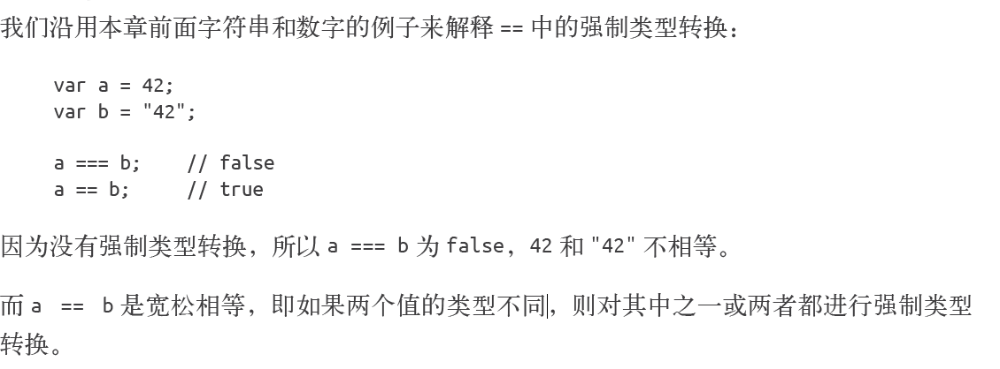 我们沿用本章前面字符串和数字的例子来解释 == 中的强制类型转换：
var a = 42;
var b = "42";
a === b;    // false
a == b;     // true
因为没有强制类型转换，所以 a === b 为 false，42 和 "42" 不相等。
而 a == b 是宽松相等，即如果两个值的类型不同，则对其中之一或两者都进行强制类型
转换。